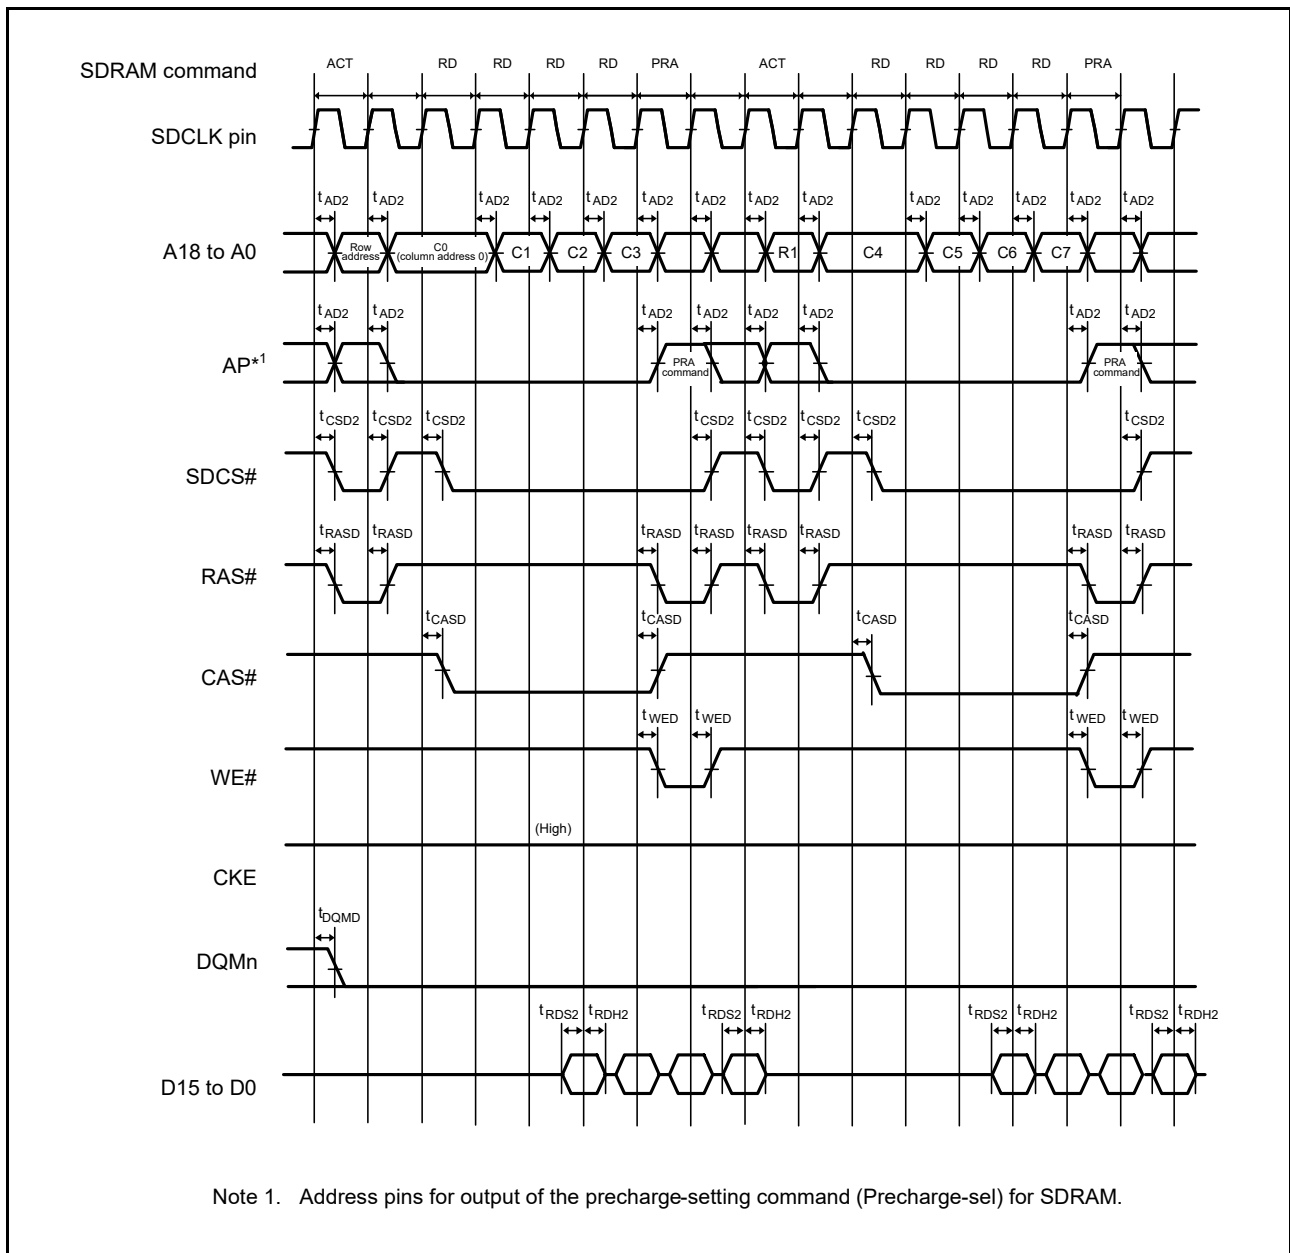 SDRAM command ACT RD RD RD RD PRA ACT RD RD RD RD PRA
SDCLK pin
tAD2 tAD2 tAD2 tAD2 tAD2 tAD2 tAD2 tAD2 tAD2 tAD2 tAD2 tAD2 tAD2 tAD2
A18 to A0 Row address C0 (column address 0) C1 C2 C3 R1 C4 C5 C6 C7
tAD2 tAD2 tAD2 tAD2 tAD2 tAD2 tAD2 tAD2
AP*1 PRA command PRA command
tCSD2 tCSD2 tCSD2 tCSD2 tCSD2 tCSD2 tCSD2 tCSD2
SDCS#
tRASD tRASD tRASD tRASD tRASD tRASD tRASD tRASD
RAS#
tCASD tCASD tCASD tCASD
CAS#
tWED tWED tWED tWED
WE#
(High)
CKE
tDQMD
DQMn
tRDS2 tRDH2 tRDS2 tRDH2 tRDS2 tRDH2 tRDS2 tRDH2
D15 to D0
Note 1. Address pins for output of the precharge-setting command (Precharge-sel) for SDRAM.